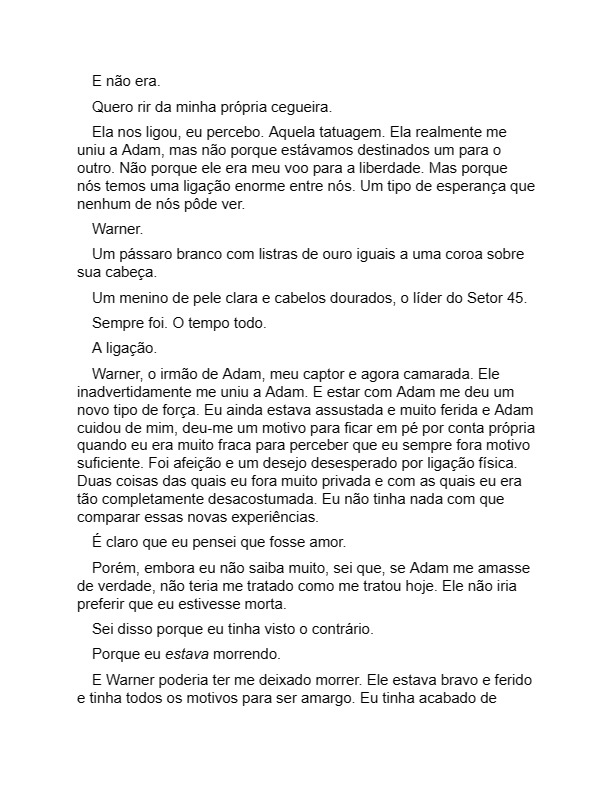 E não era.
Quero rir da minha própria cegueira.
Ela nos ligou, eu percebo. Aquela tatuagem. Ela realmente me
uniu a Adam, mas não porque estávamos destinados um para o
outro. Não porque ele era meu voo para a liberdade. Mas porque
nós temos uma ligação enorme entre nós. Um tipo de esperança que
nenhum de nós pôde ver.
Warner.
Um pássaro branco com listras de ouro iguais a uma coroa sobre
sua cabeça.
Um menino de pele clara e cabelos dourados, o líder do Setor 45.
Sempre foi. O tempo todo.
A ligação.
Warner, o irmão de Adam, meu captor e agora camarada. Ele
inadvertidamente me uniu a Adam. E estar com Adam me deu um
novo tipo de força. Eu ainda estava assustada e muito ferida e Adam
cuidou de mim, deu-me um motivo para ficar em pé por conta própria
quando eu era muito fraca para perceber que eu sempre fora motivo
suficiente. Foi afeição e um desejo desesperado por ligação física.
Duas coisas das quais eu fora muito privada e com as quais eu era
tão completamente desacostumada. Eu não tinha nada com que
comparar essas novas experiências.
É claro que eu pensei que fosse amor.
Porém, embora eu não saiba muito, sei que, se Adam me amasse
de verdade, não teria me tratado como me tratou hoje. Ele não iria
preferir que eu estivesse morta.
Sei disso porque eu tinha visto o contrário.
Porque eu estava morrendo.
E Warner poderia ter me deixado morrer. Ele estava bravo e ferido
e tinha todos os motivos para ser amargo. Eu tinha acabado de